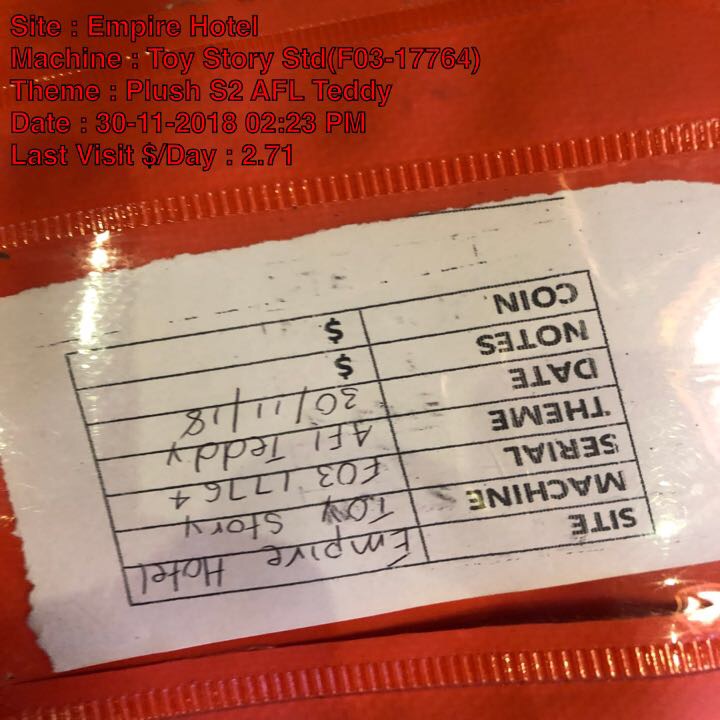 Site : Empire Hotel
Machine : Toy Story Std(F03-17764)
Theme : Plush S2 AFL Teddy
Date : 30-11-2018 02:23 PM
Last Visit $/Day : 2.71
SITE Empire Hotel
MACHINE Toy Story
SERIAL F03 17764
THEME AFl Teddy
DATE 30/11/18
NOTES $
COIN $